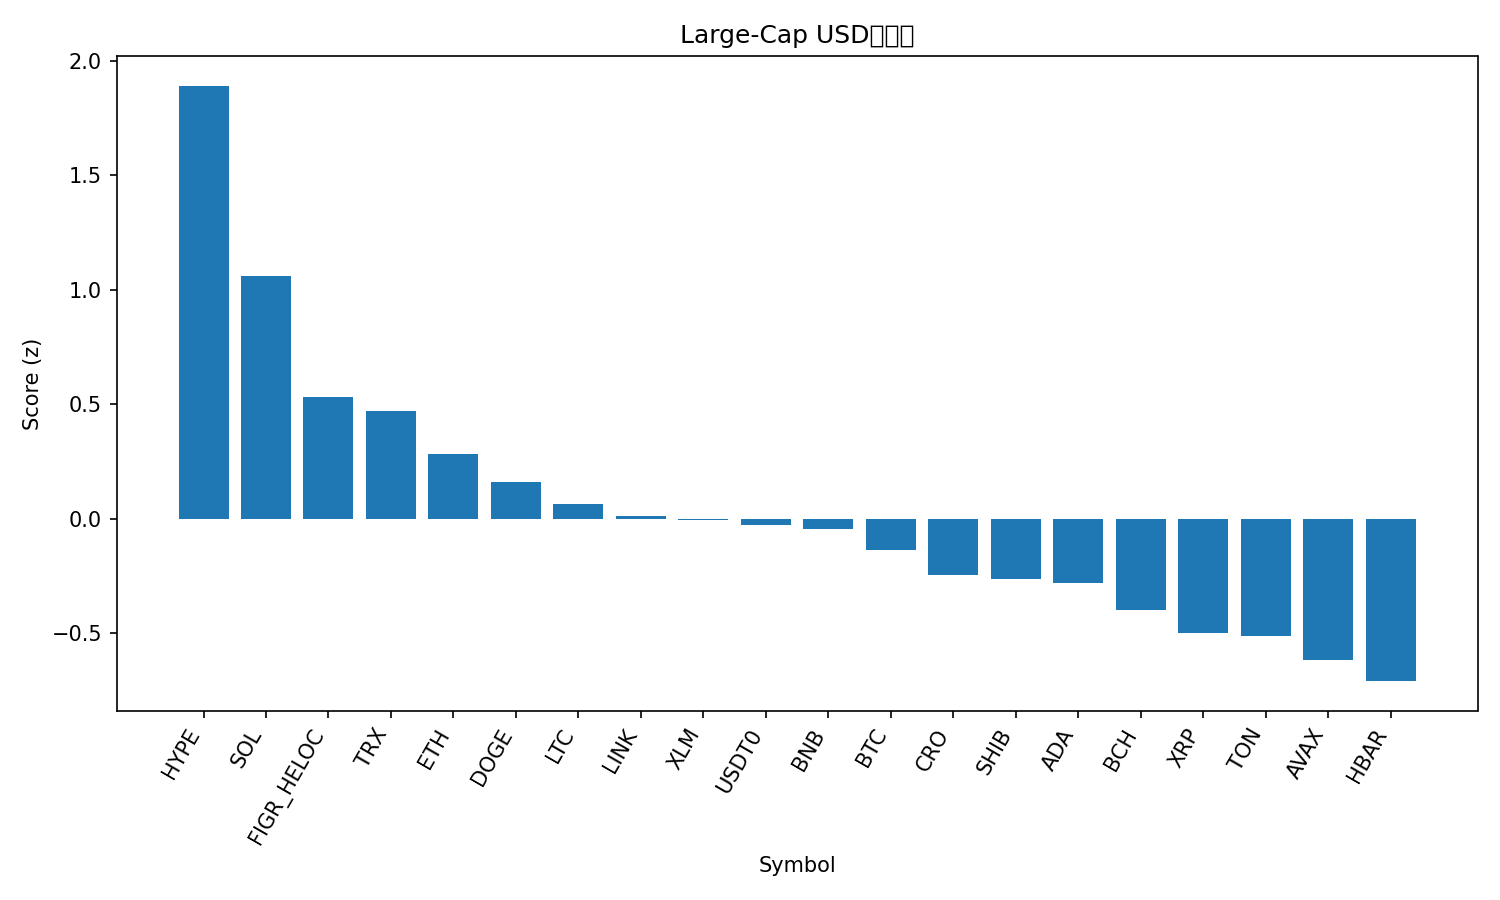 Large-Cap USD
Score (z)
2.0
1.5
1.0
0.5
0.0
−0.5
HYPE
SOL
FIGR_HELOC
TRX
ETH
DOGE
LTC
LINK
XLM
USDT0
BNB
BTC
CRO
SHIB
ADA
BCH
XRP
TON
AVAX
HBAR
Symbol